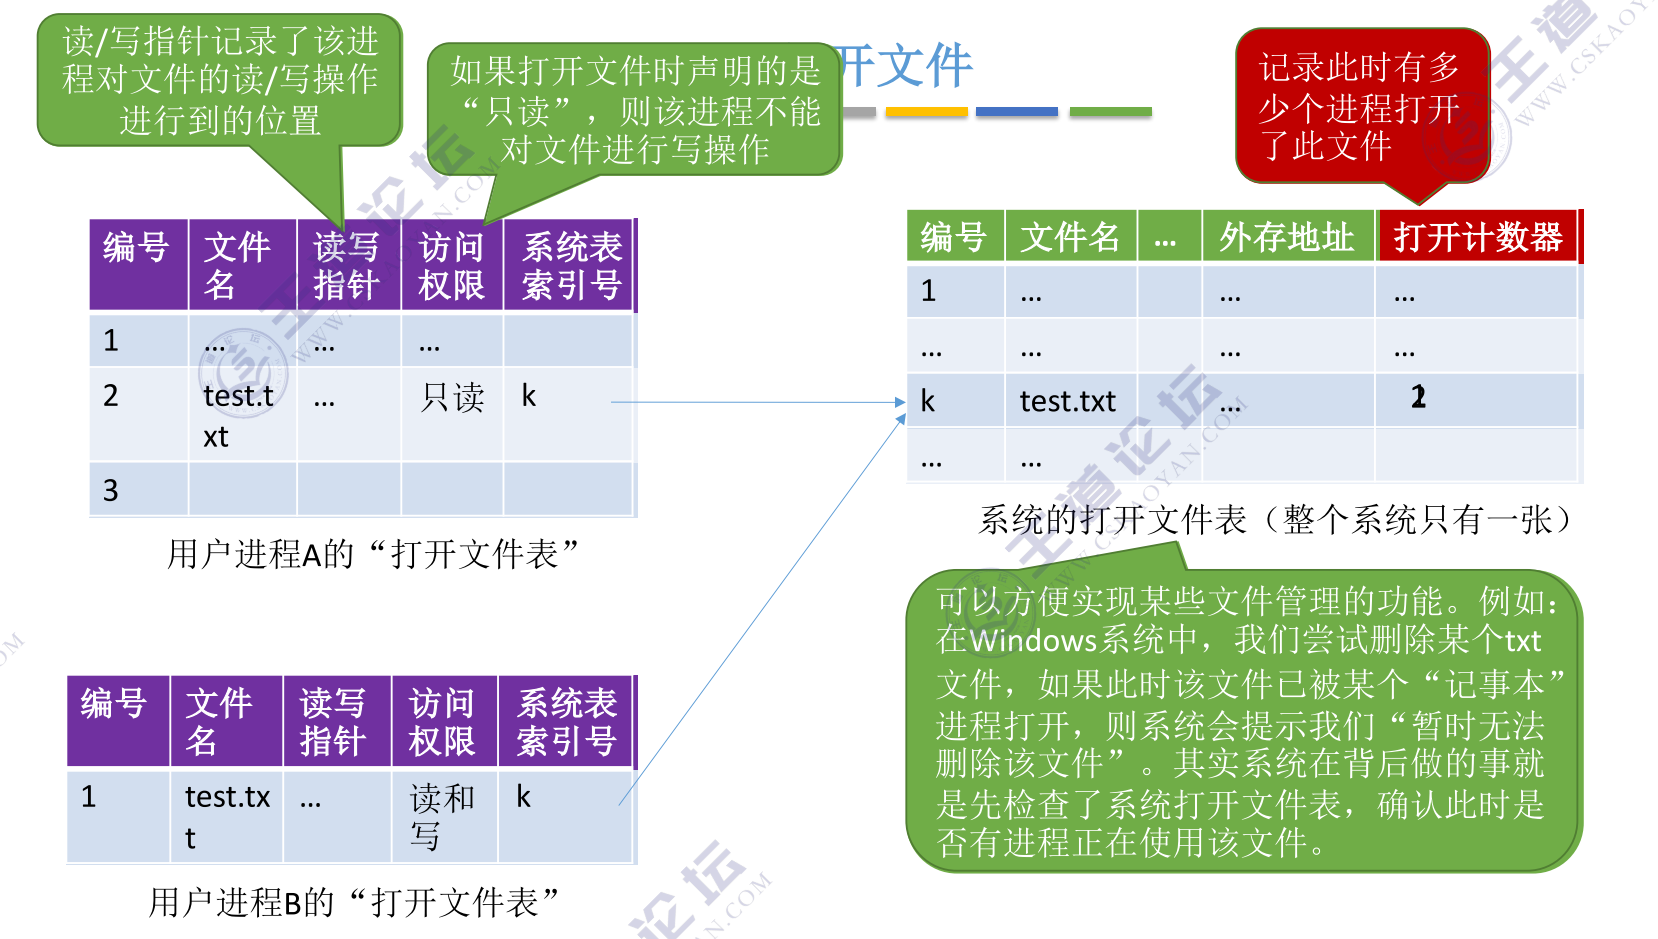 读/写指针记录了该进
程对文件的读/写操作
进行到的位置
如果打开文件时声明的是
“只读”，则该进程不能
对文件进行写操作
开文件
记录此时有多
少个进程打开
了此文件
编号 文件名 读写指针 访问权限 系统表索引号
1 … … …
2 test.txt … 只读 k
3
用户进程A的“打开文件表”
编号 文件名 … 外存地址 打开计数器
1 … … …
… … … …
k test.txt …
… …
系统的打开文件表（整个系统只有一张）
可以方便实现某些文件管理的功能。例如：
在Windows系统中，我们尝试删除某个txt
文件，如果此时该文件已被某个“记事本”
进程打开，则系统会提示我们“暂时无法
删除该文件”。其实系统在背后做的事就
是先检查了系统打开文件表，确认此时是
否有进程正在使用该文件。
编号 文件名 读写指针 访问权限 系统表索引号
1 test.txt … 读和写 k
用户进程B的“打开文件表”
王道论坛
WWW.CSKAOYAN.COM